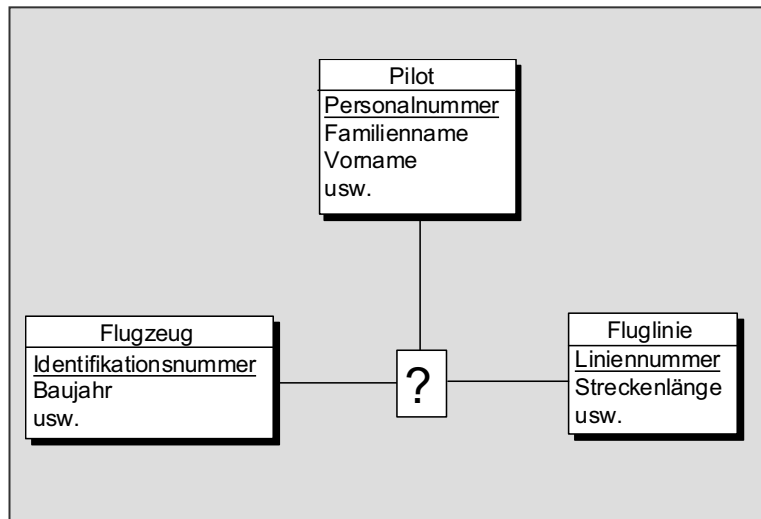 Pilot
Personalnummer
Familienname
Vorname
usw.
Flugzeug
Identifikationsnummer
Baujahr
usw.
?
Fluglinie
Liniennummer
Streckenlänge
usw.